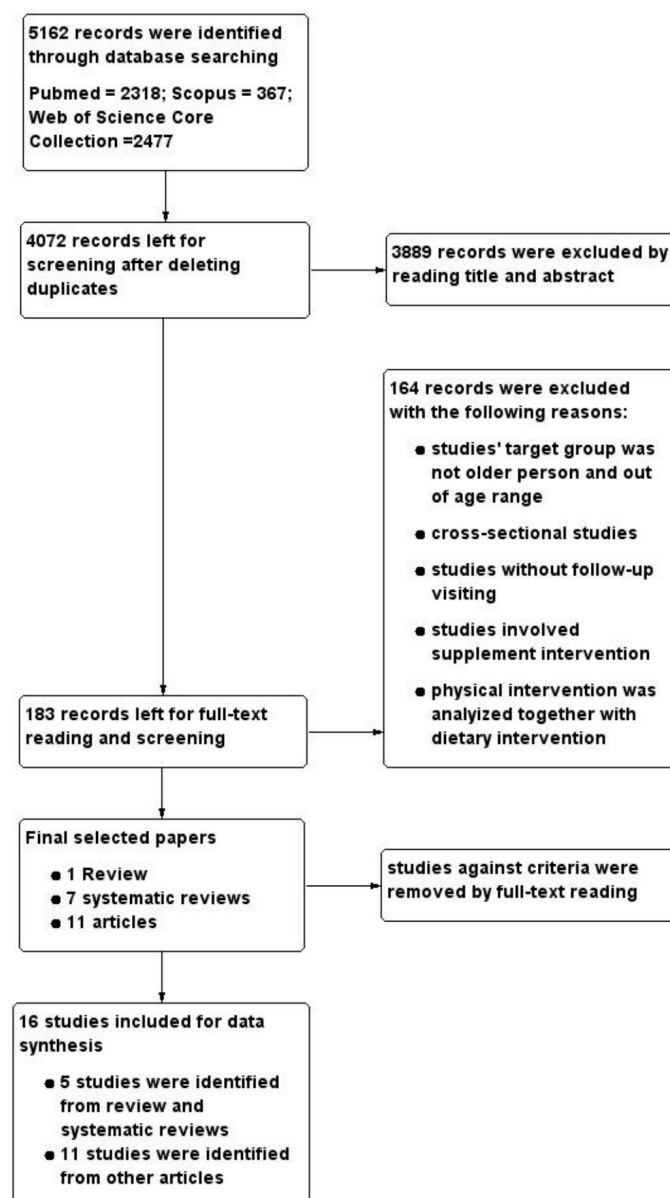 5162 records were identified
through database searching
Pubmed = 2318; Scopus = 367;
Web of Science Core
Collection =2477
4072 records left for
screening after deleting
duplicates
3889 records were excluded by
reading title and abstract
164 records were excluded
with the following reasons:
● studies' target group was
not older person and out
of age range
● cross-sectional studies
● studies without follow-up
visiting
● studies involved
supplement intervention
● physical intervention was
analyized together with
dietary intervention
183 records left for full-text
reading and screening
Final selected papers
● 1 Review
● 7 systematic reviews
● 11 articles
studies against criteria were
removed by full-text reading
16 studies included for data
synthesis
● 5 studies were identified
from review and
systematic reviews
● 11 studies were identified
from other articles